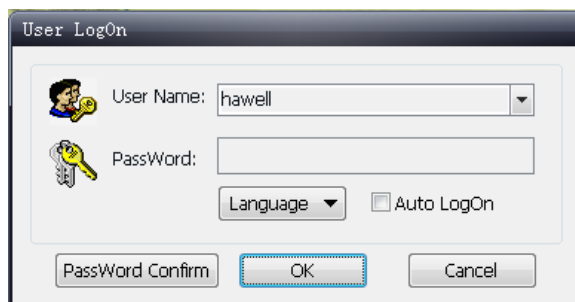 User LogOn
User Name: hawell
PassWord:
Language Auto LogOn
PassWord Confirm OK Cancel